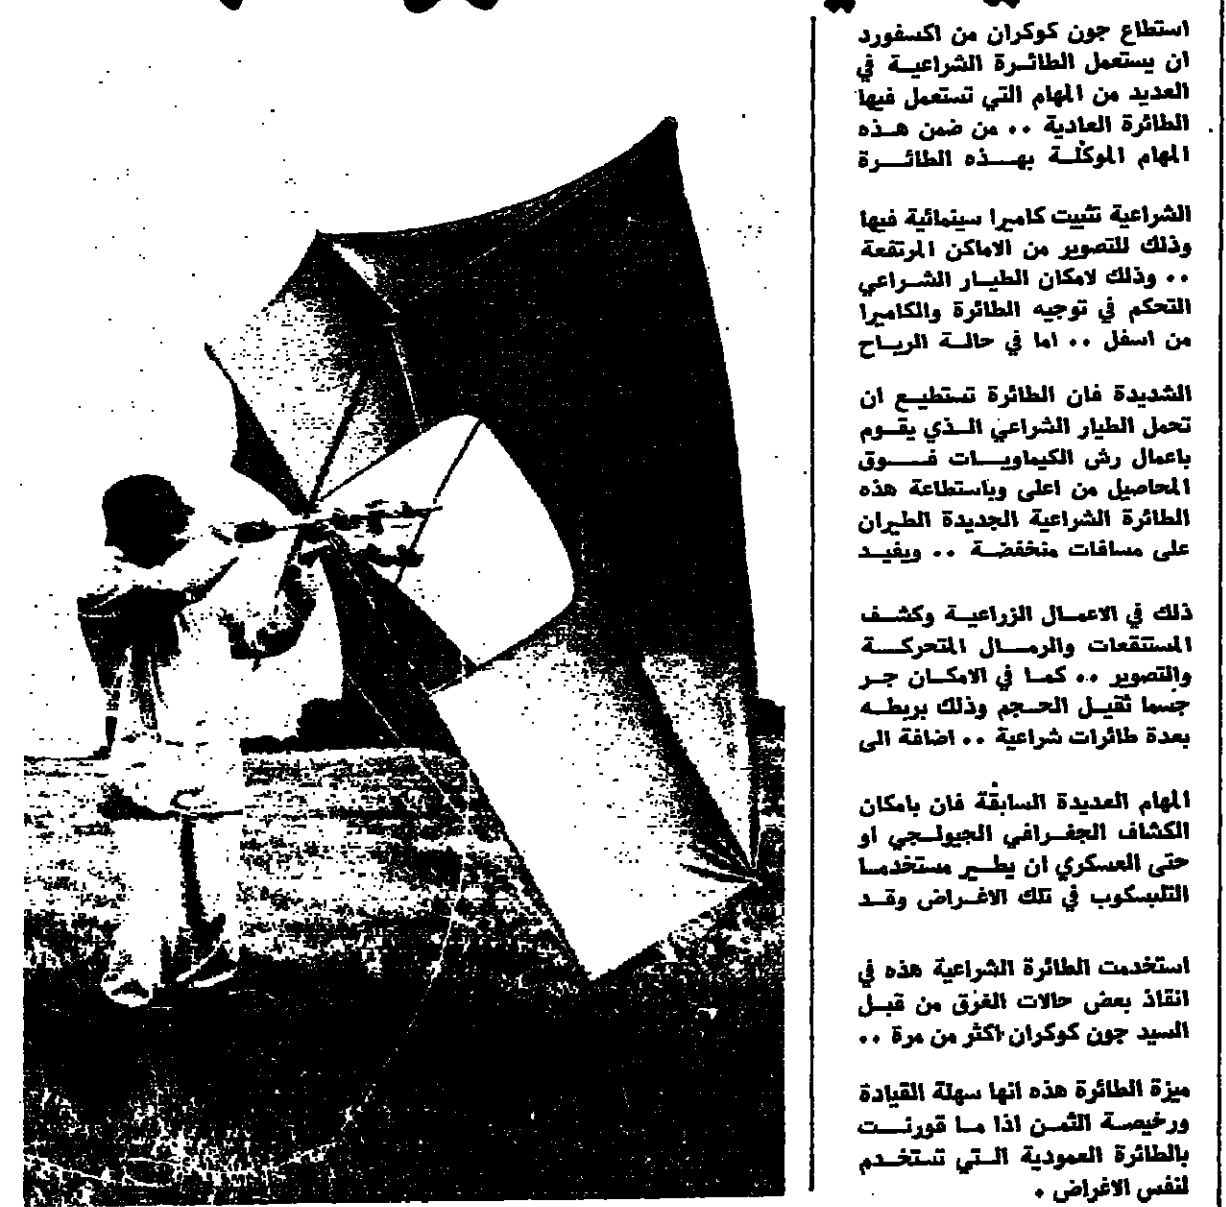 استطاع جون كوكران من اكسفورد
ان يستعمل الطائرة الشراعية في
العديد من المهام التي تستعمل فيها
الطائرة العادية .. من ضمن هذه
المهام الموكلة بهذه الطائرة
الشراعية تثبيت كاميرا سينمائية فيها
وذلك للتصوير من الاماكن المرتفعة
.. وذلك لامكان الطيار الشراعي
التحكم في توجيه الطائرة والكاميرا
من اسفل .. اما في حالة الرياح
الشديدة فان الطائرة تستطيع ان
تحمل الطيار الشراعي الذي يقوم
باعمال رش الكيماويات فوق
المحاصيل من اعلى وباستطاعة هذه
الطائرة الشراعية الجديدة الطيران
على مسافات منخفضة .. ويفيد
ذلك في الاعمال الزراعية وكشف
المستنقعات والرمال المتحركة
والتصوير .. كما في الامكان جر
جسما ثقيل الحجم وذلك بربطه
بعدة طائرات شراعية .. اضافة الى
المهام العديدة السابقة فان بامكان
الكشاف الجغرافي الجيولجي او
حتى العسكري ان يطير مستخدما
التلبسكوب في تلك الاغراض وقد
استخدمت الطائرة الشراعية هذه في
انقاذ بعض حالات الغرق من قبل
السيد جون كوكران اكثر من مرة ..
ميزة الطائرة هذه انها سهلة القيادة
ورخيصة الثمن اذا ما قورنت
بالطائرة العمودية التي تستخدم
لنفس الاغراض .